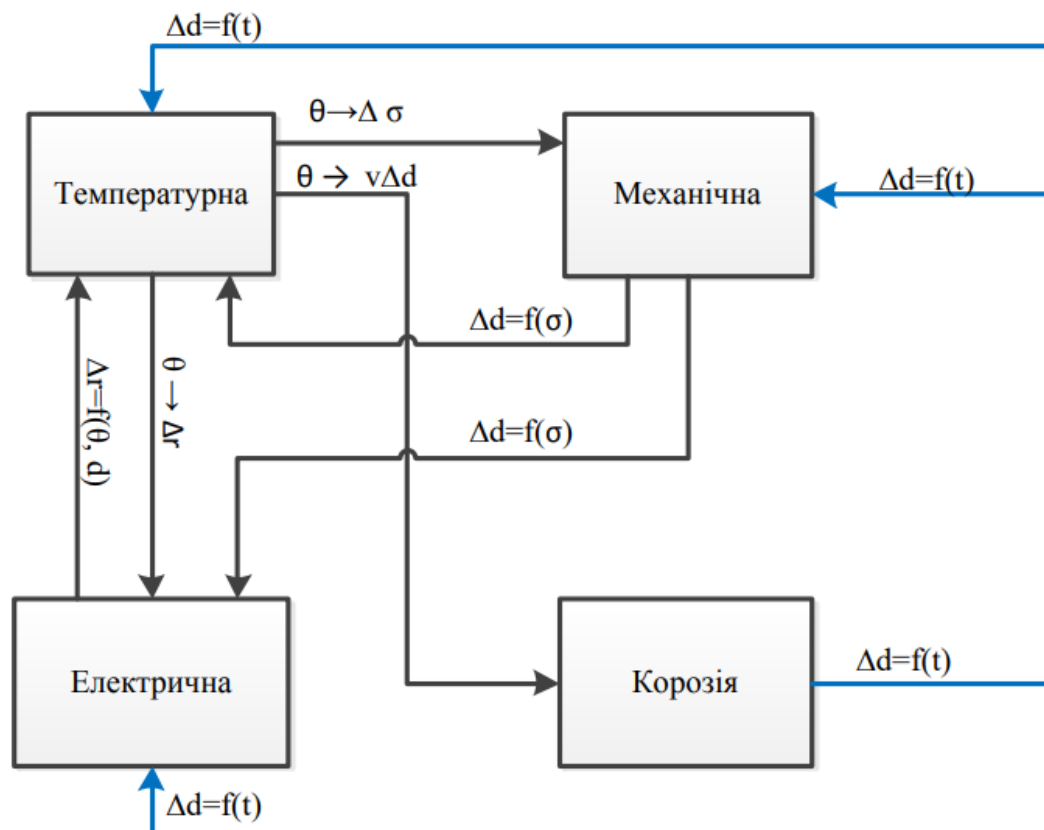 Δd=f(t)
θ→Δ σ
θ → vΔd
Температурна
Механічна
Δd=f(t)
Δd=f(σ)
Δr=f(θ, d)
θ → Δr
Δd=f(σ)
Електрична
Корозія
Δd=f(t)
Δd=f(t)